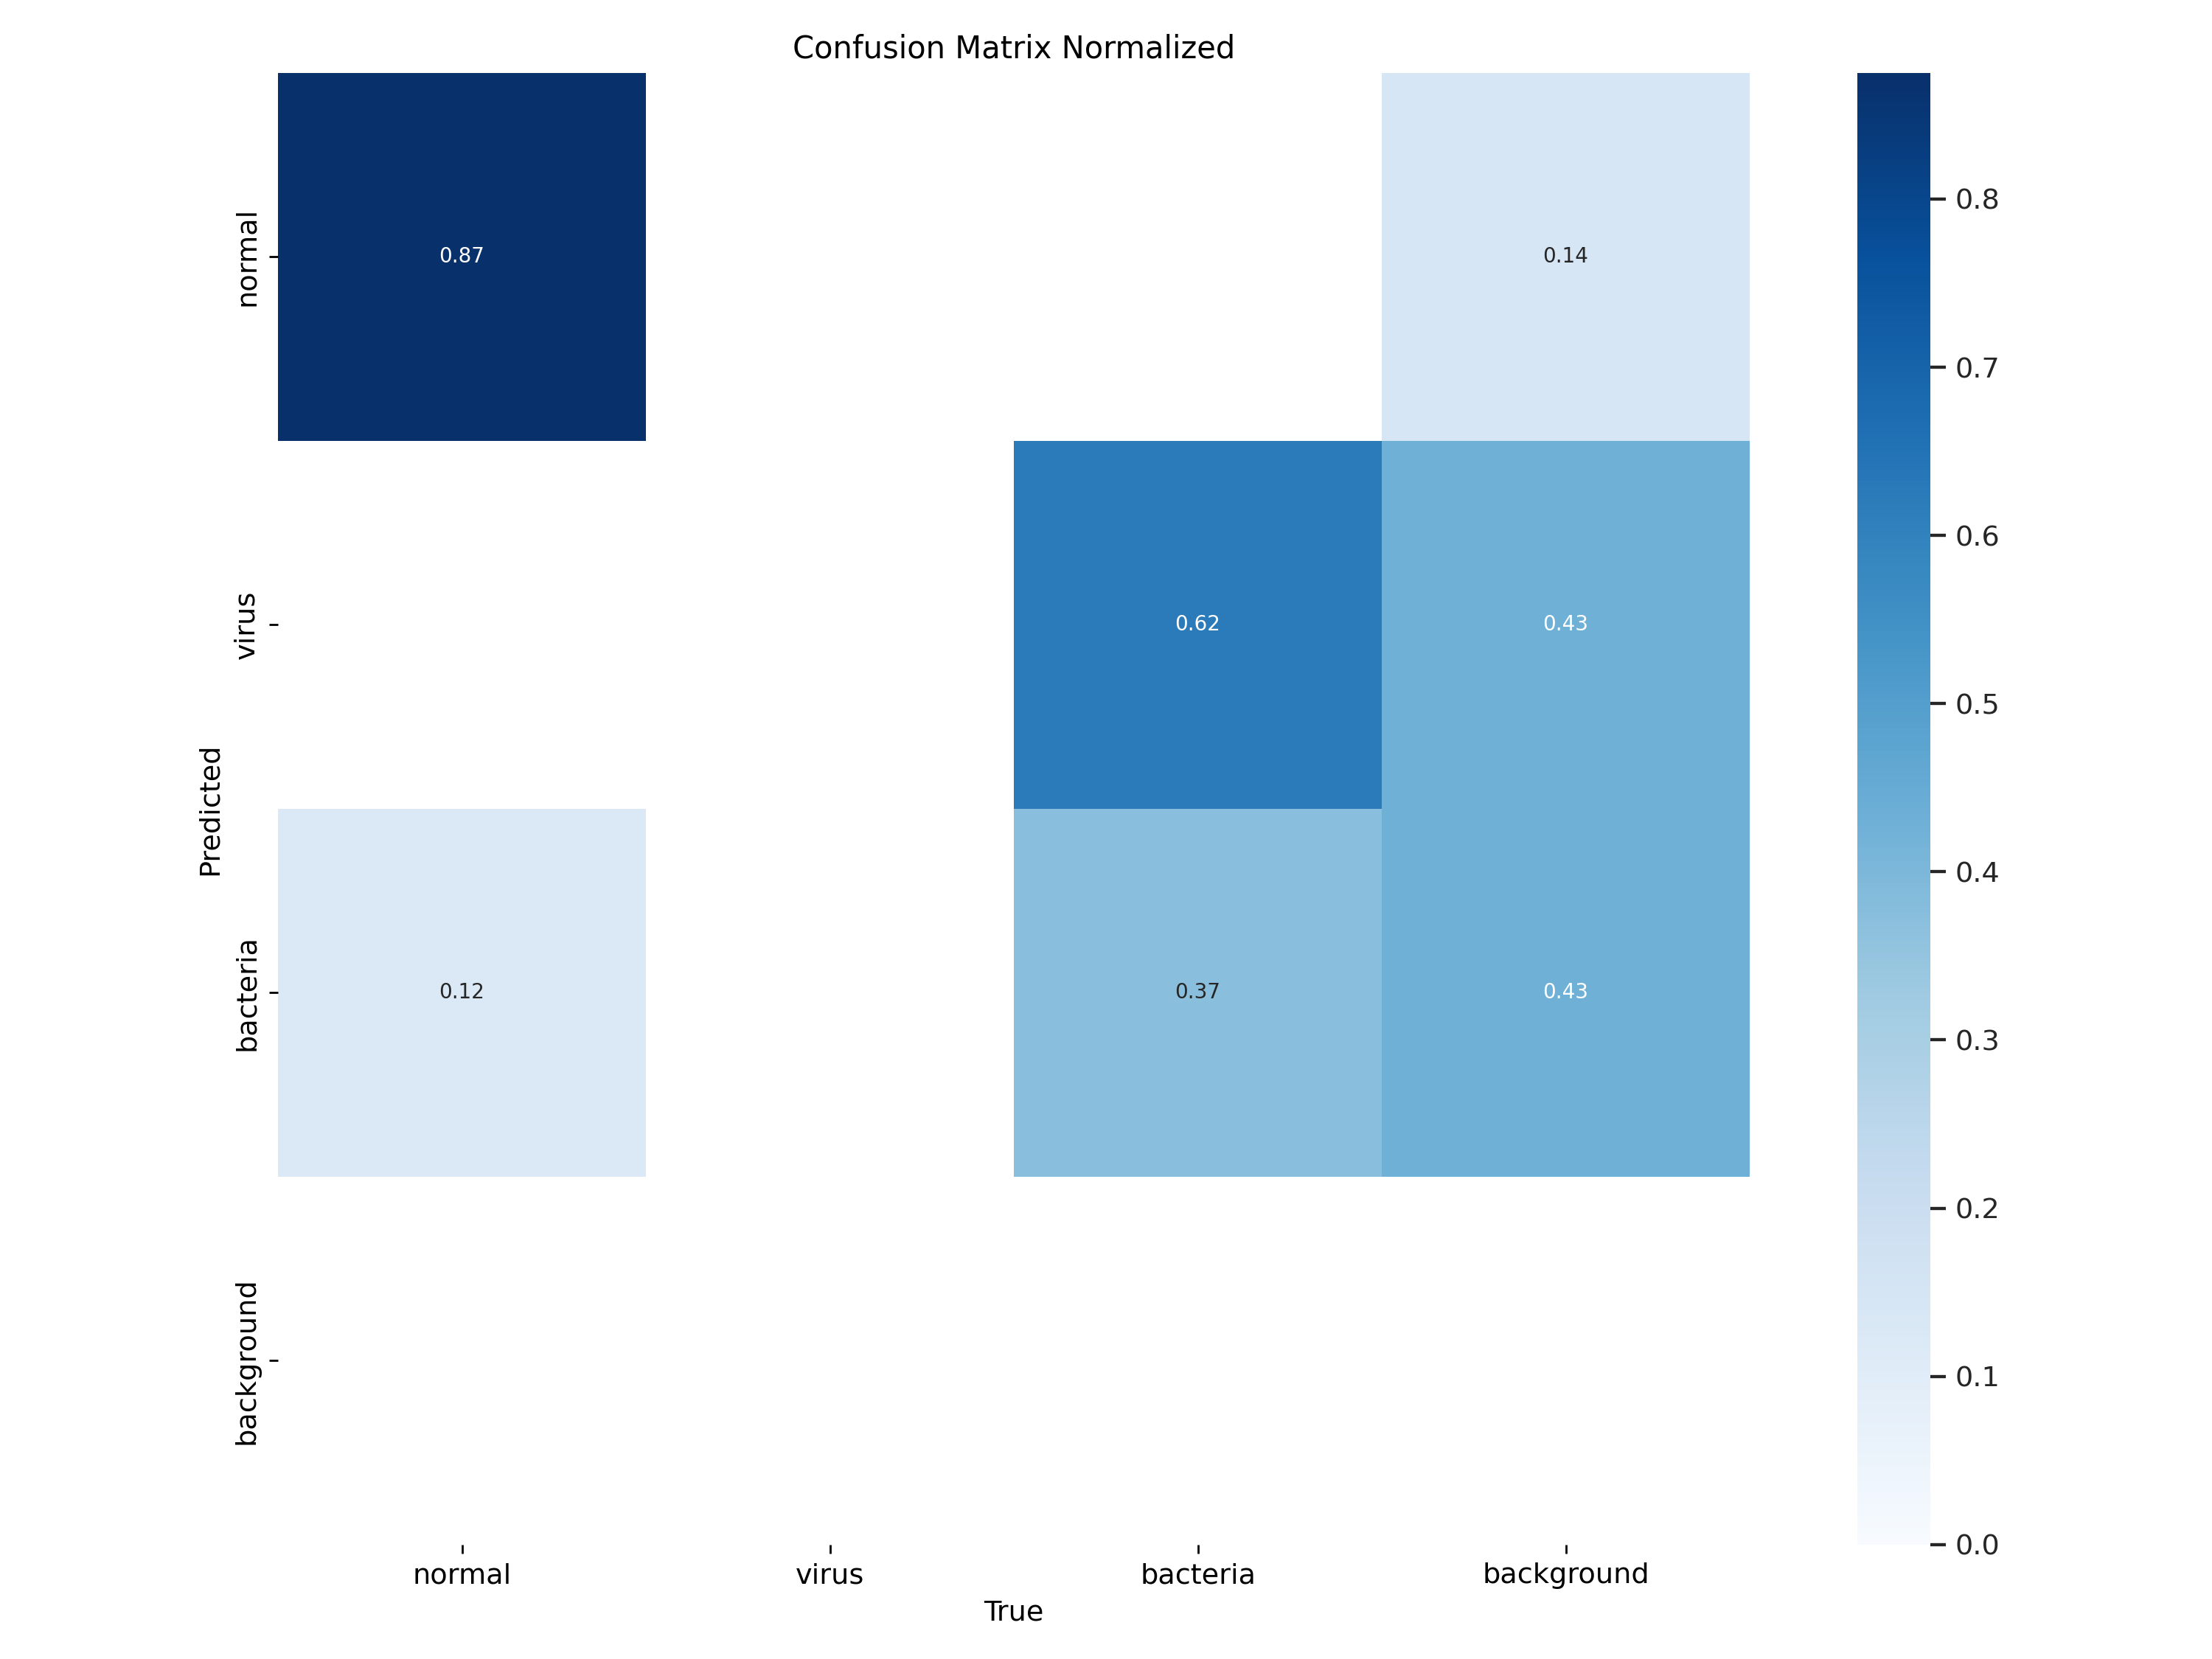 Confusion Matrix Normalized
normal
0.87
0.14
virus
0.62
0.43
bacteria
0.12
0.37
0.43
background
Predicted
normal
virus
bacteria
background
True
0.8
0.7
0.6
0.5
0.4
0.3
0.2
0.1
0.0